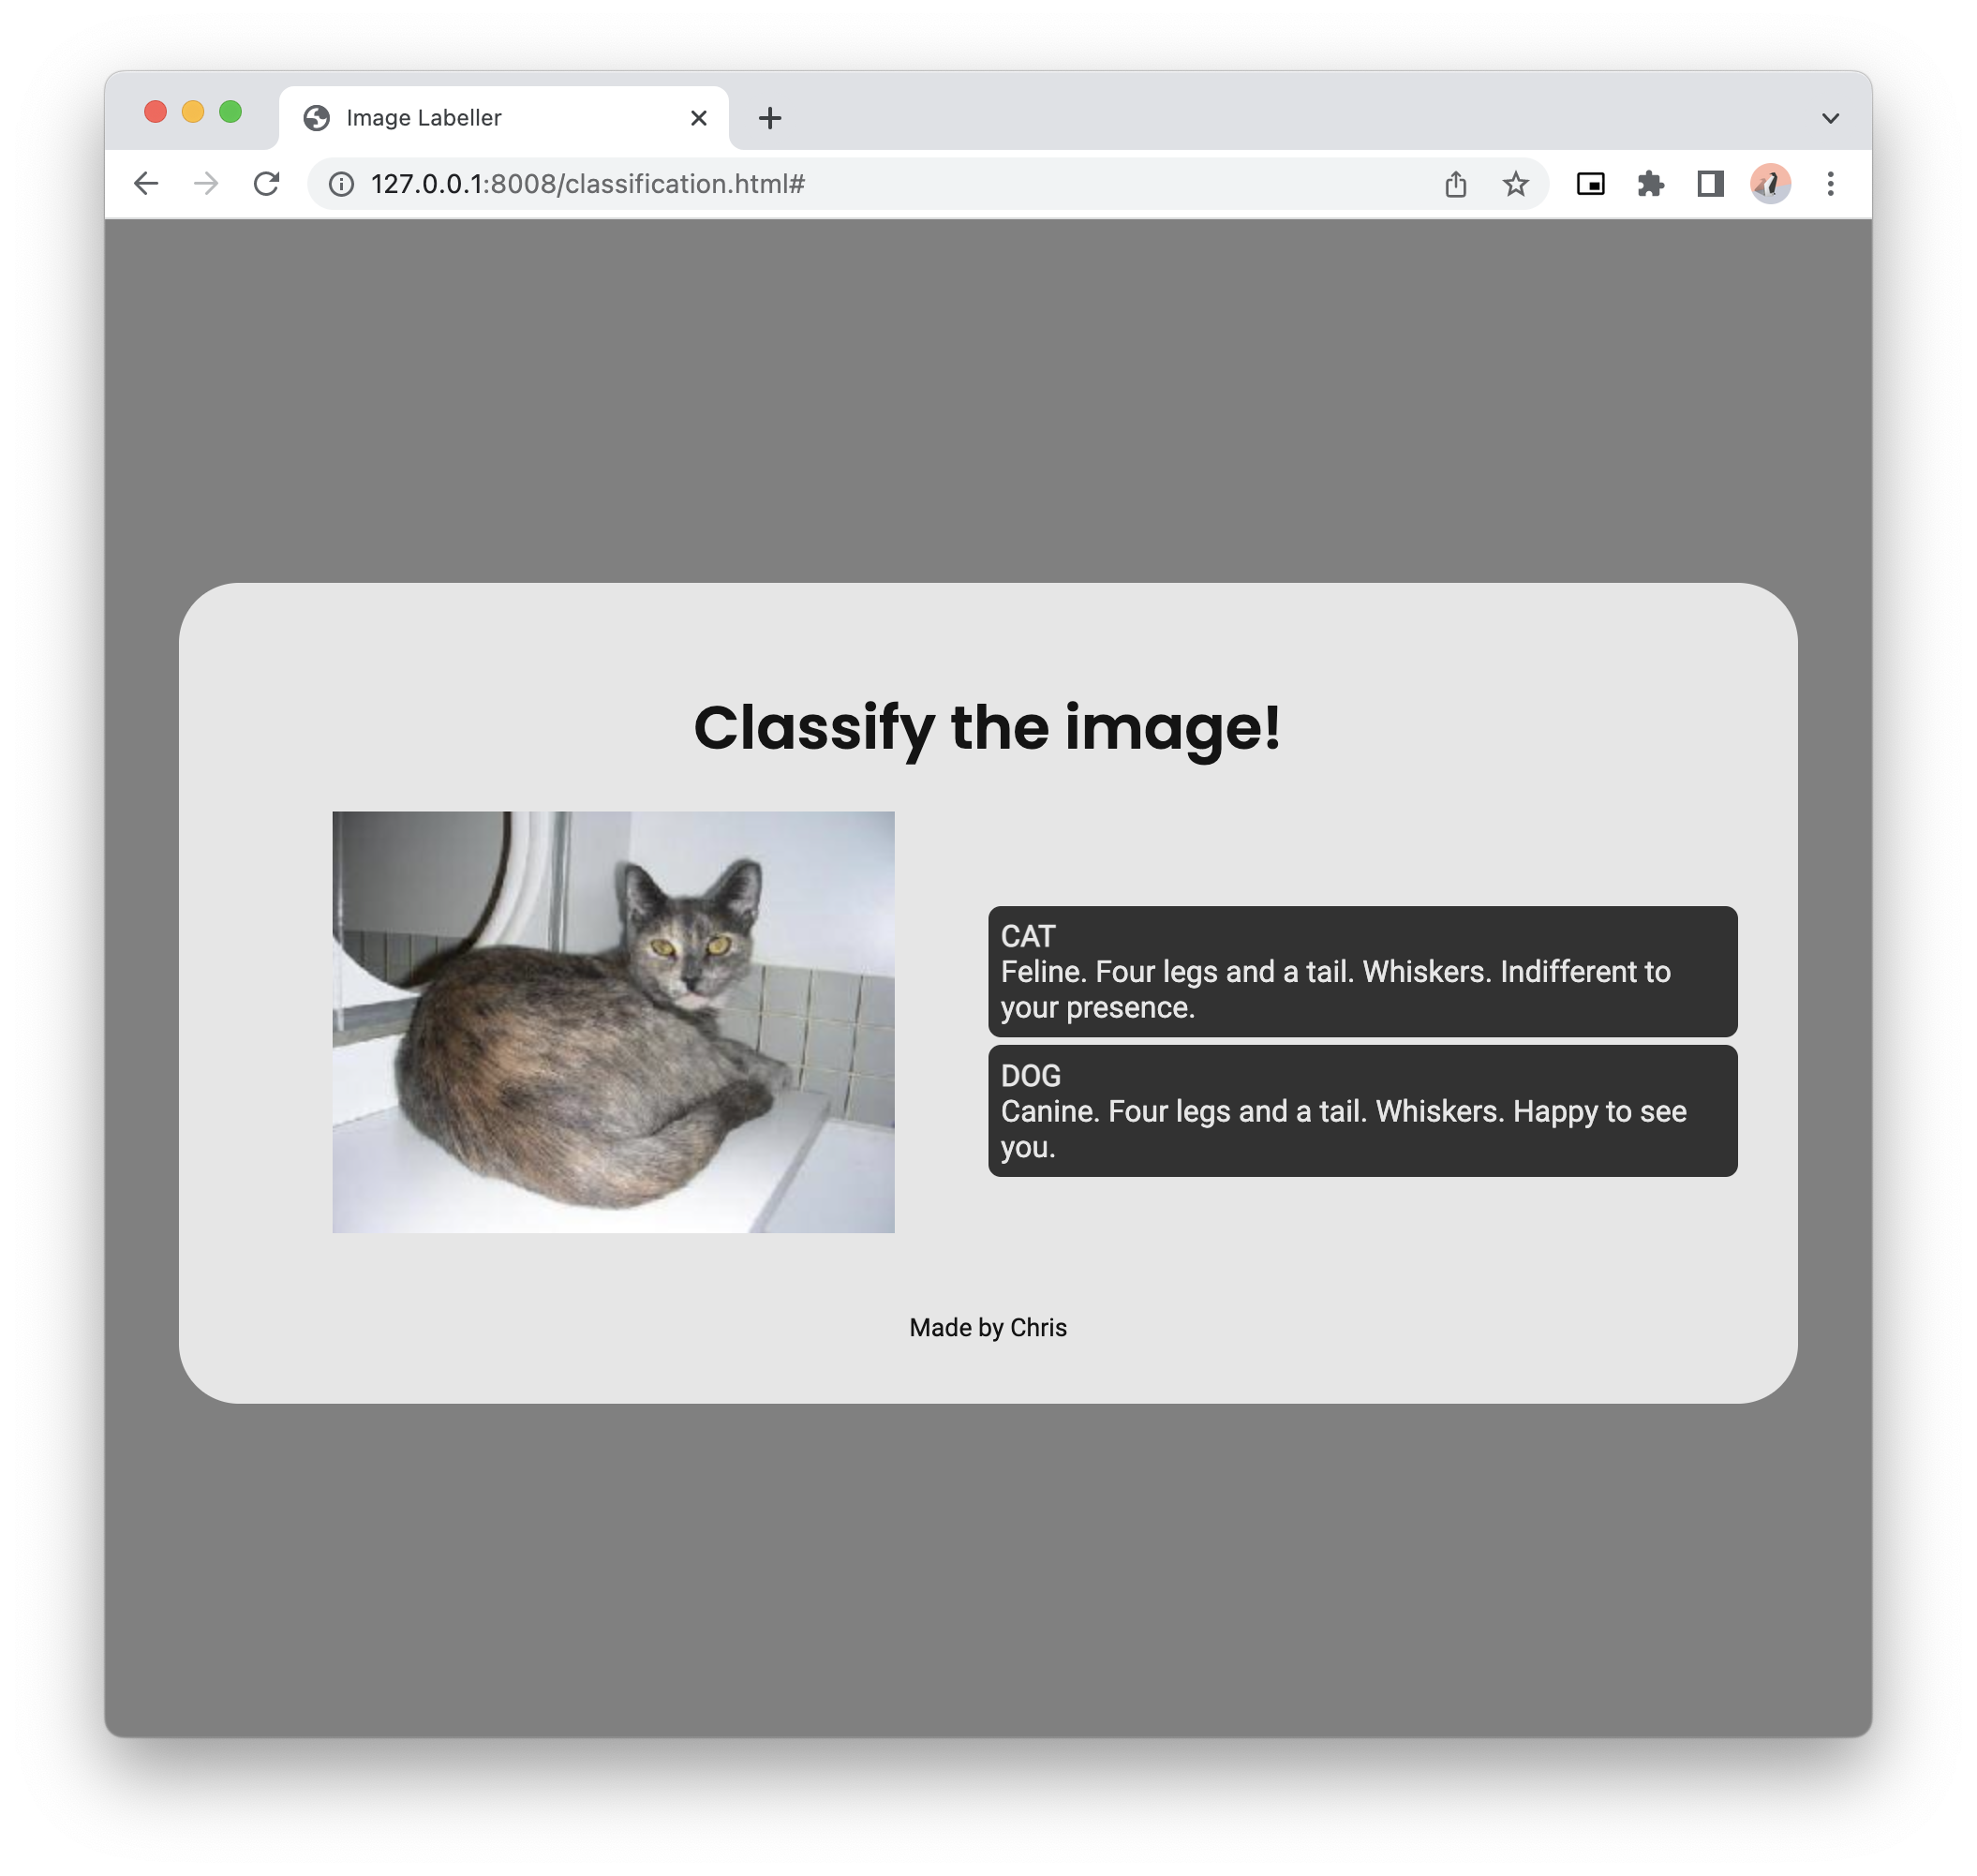 Image Labeller
127.0.0.1:8008/classification.html#
Classify the image!
CAT
Feline. Four legs and a tail. Whiskers. Indifferent to
your presence.
DOG
Canine. Four legs and a tail. Whiskers. Happy to see
you.
Made by Chris